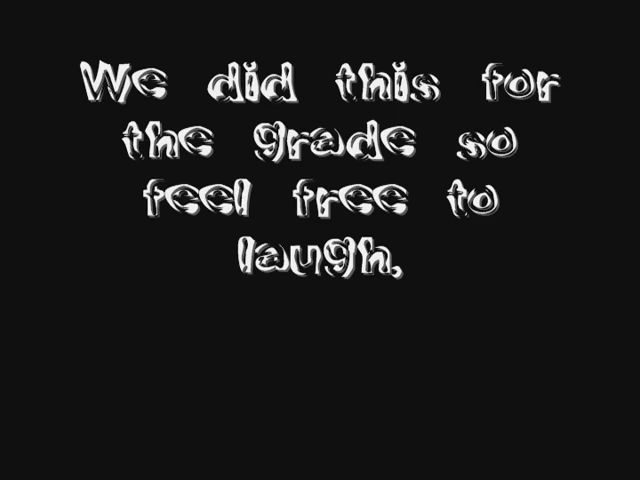 We did this for
the grade so
feel free to
laugh,